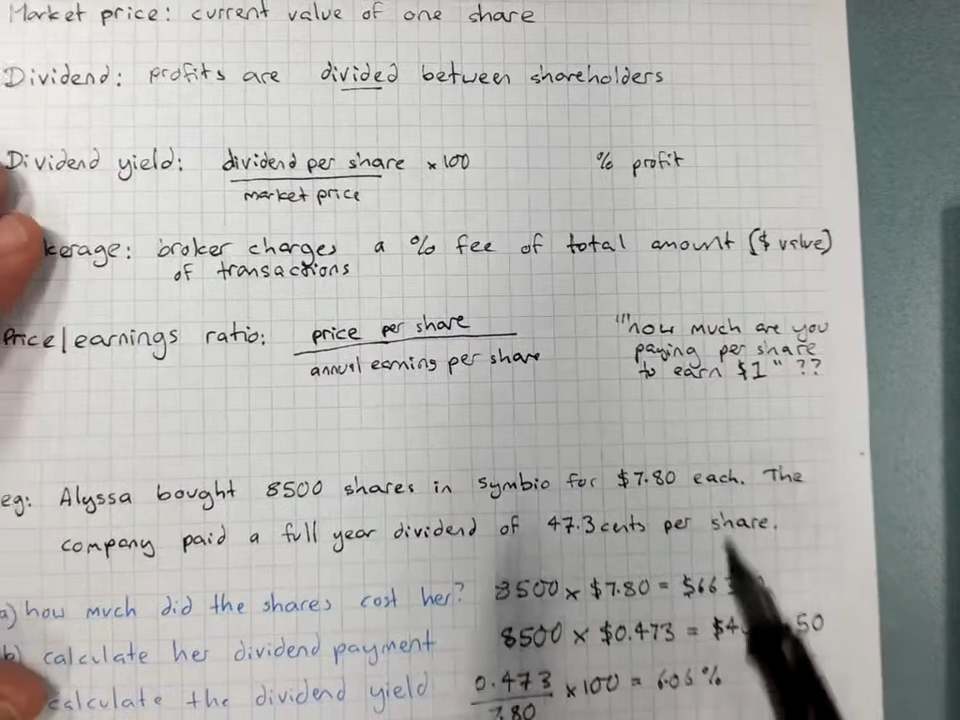 Market price: current value of one share
Dividend: profits are divided between shareholders
Dividend yield: dividend per share × 100 % profit
market price
kerage: broker charges a % fee of total amount ($ value)
of transactions
Price/earnings ratio: price per share
annual earning per share
"how much are you
paying per share
to earn $1" ??
eg: Alyssa bought 8500 shares in Symbio for $7.80 each. The
company paid a full year dividend of 47.3 cents per share.
a) how much did the shares cost her? 8500 × $7.80 = $66
b) calculate her dividend payment 8500 × $0.473 = $4 50
calculate the dividend yield 0.473 × 100 = 6.06%
7.80